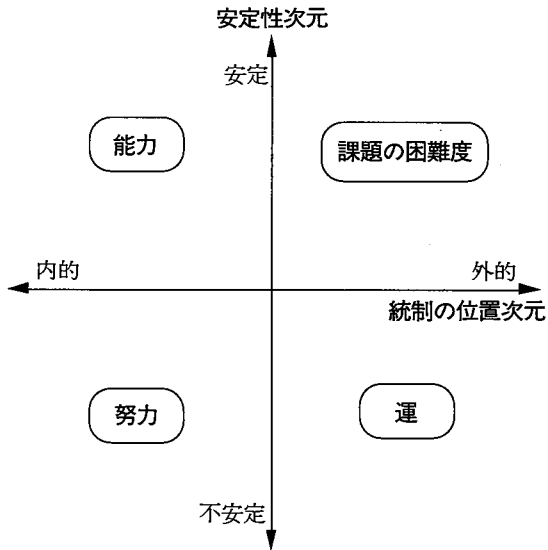 安定性次元
安定
能力
課題の困難度
内的
外的
統制の位置次元
努力
運
不安定